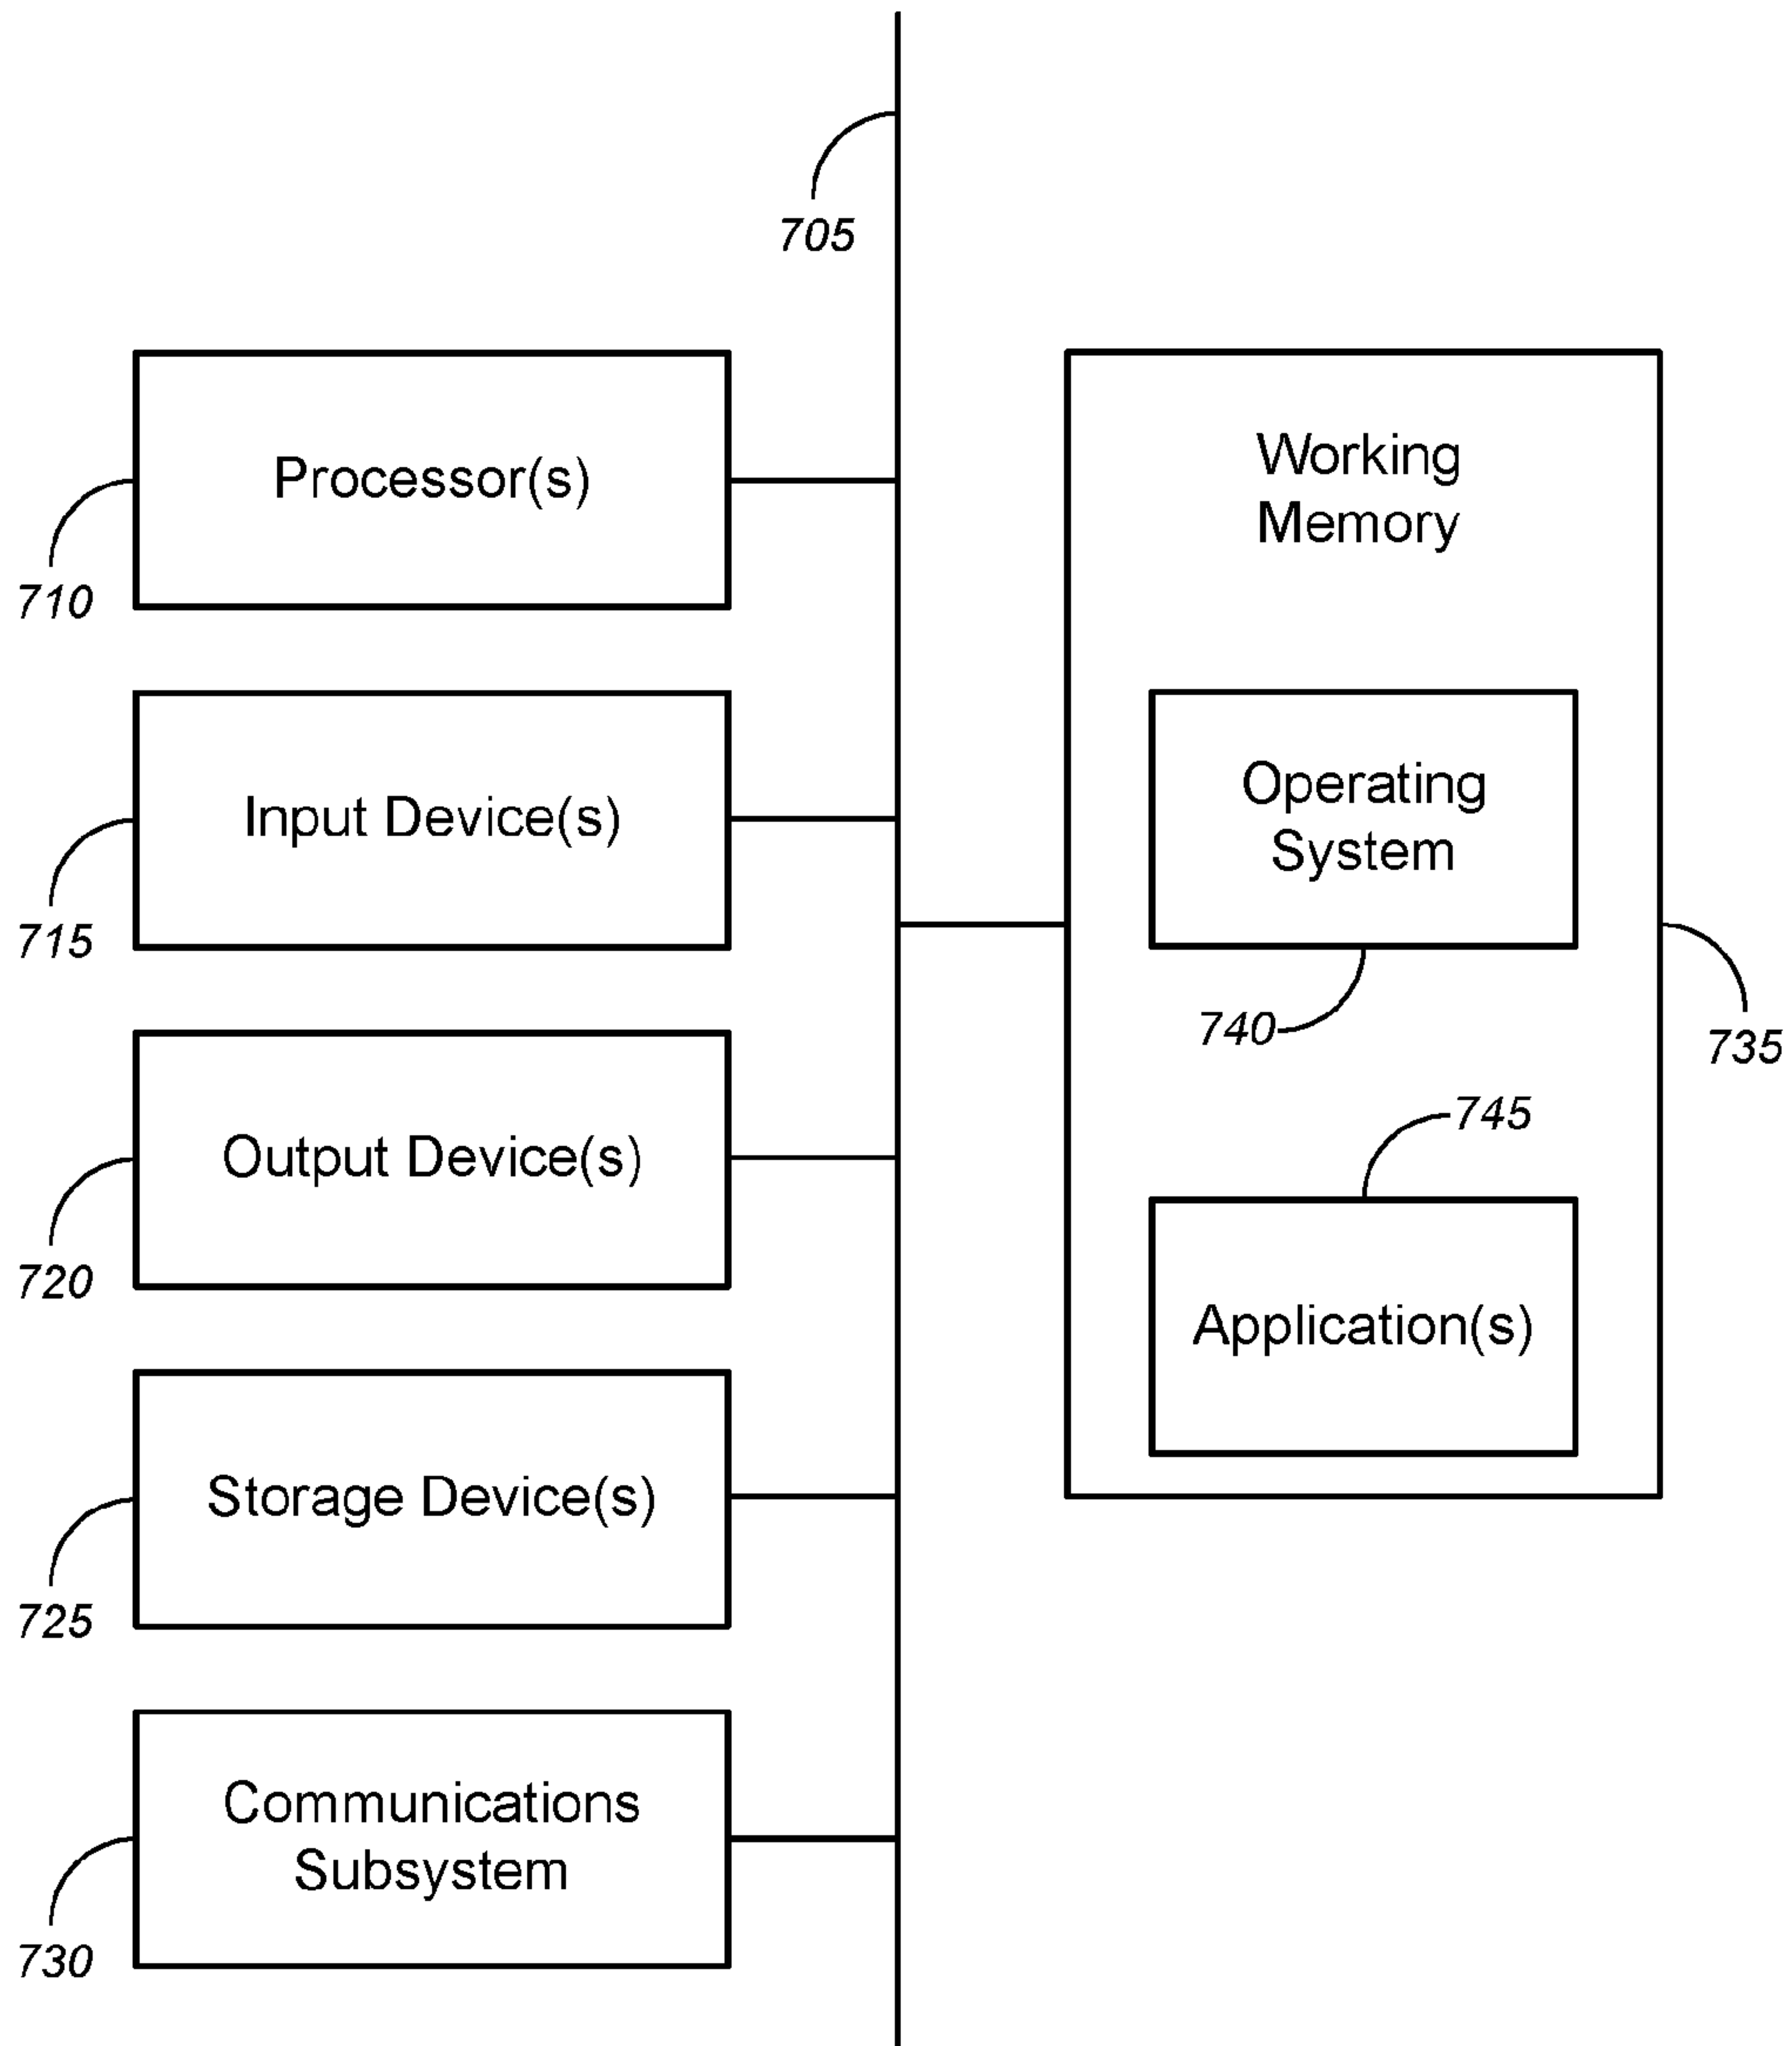 705
Processor(s)
710
Input Device(s)
715
Output Device(s)
720
Storage Device(s)
725
Communications
Subsystem
730
Working
Memory
Operating
System
740
735
745
Application(s)